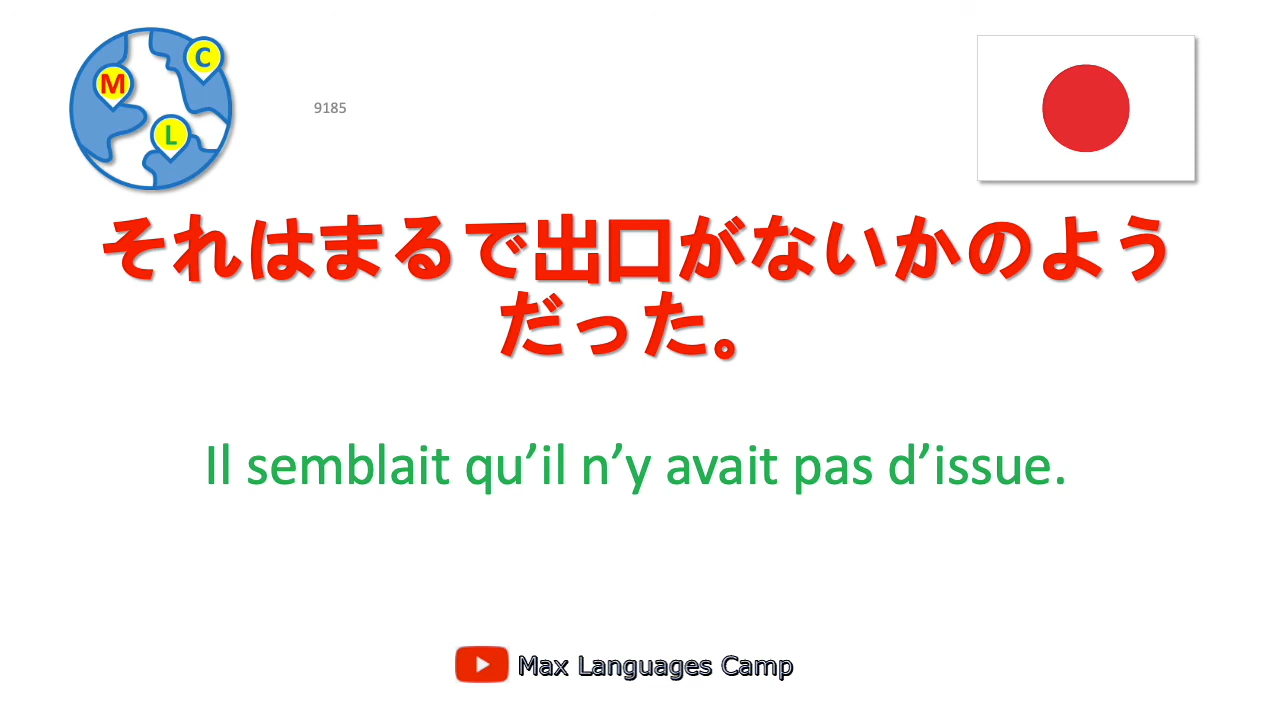 M
C
L
9185
それはまるで出口がないかのよう
だった。
Il semblait qu’il n’y avait pas d’issue.
Max Languages Camp